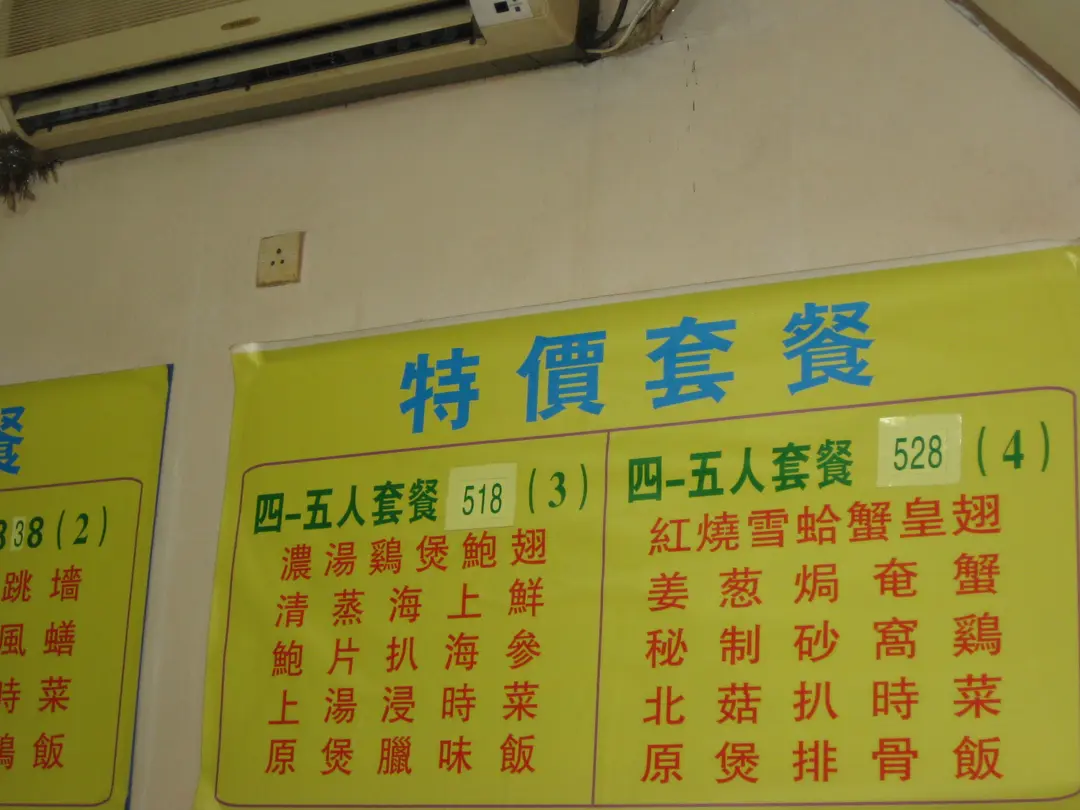 特價套餐
四-五人套餐 518 (3)
濃湯鷄煲鮑翅
清蒸海上鮮
鮑片扒海參
上湯浸時菜
原煲臘味飯
四-五人套餐 528 (4)
紅燒雪蛤蟹皇翅
姜葱焗奄蟹
秘制砂窩鷄
北菇扒時菜
原煲排骨飯
餐
38 (2)
跳墻
風蟮
時菜
飯